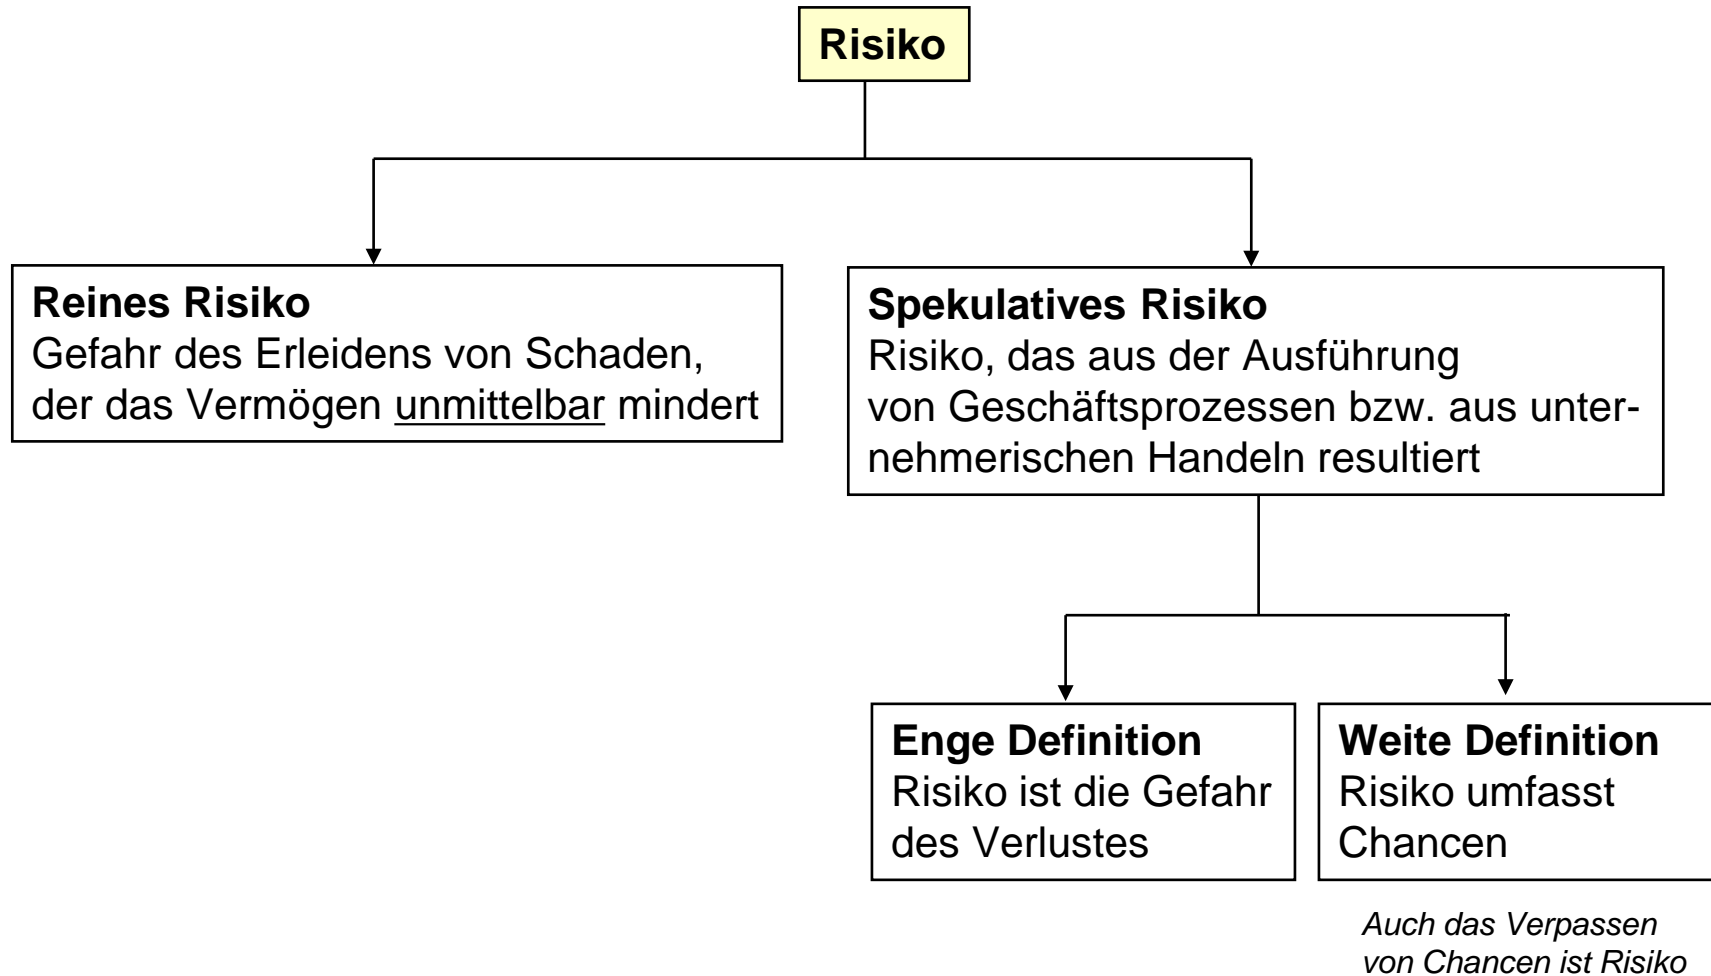 Risiko
Reines Risiko
Gefahr des Erleidens von Schaden,
der das Vermögen unmittelbar mindert
Spekulatives Risiko
Risiko, das aus der Ausführung
von Geschäftsprozessen bzw. aus unter-
nehmerischen Handeln resultiert
Enge Definition
Risiko ist die Gefahr
des Verlustes
Weite Definition
Risiko umfasst
Chancen
Auch das Verpassen
von Chancen ist Risiko